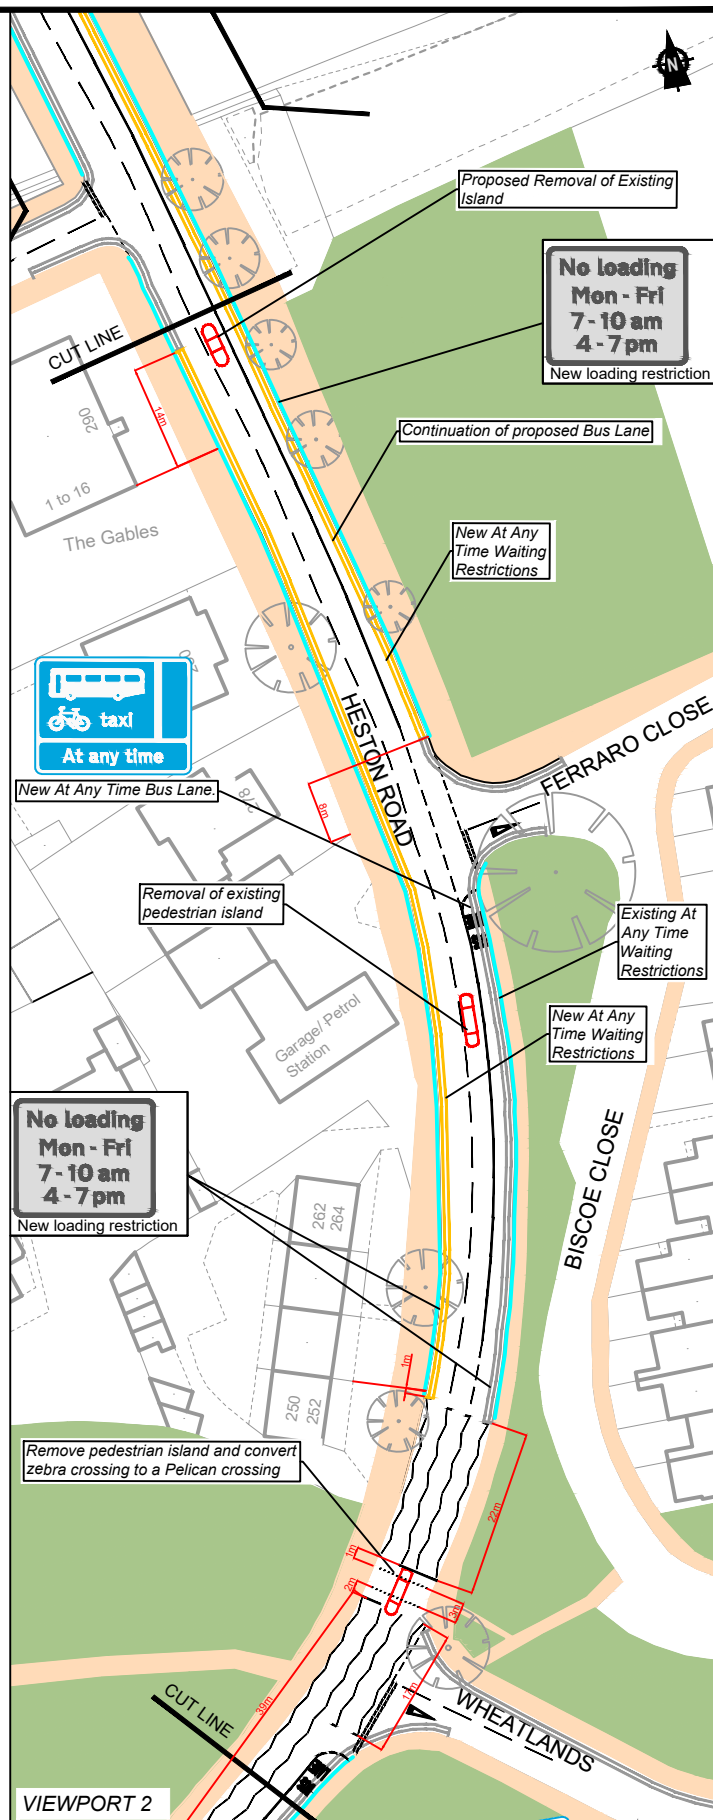 N
Proposed Removal of Existing
Island
No loading
Mon - Fri
7 - 10 am
4 - 7 pm
New loading restriction
CUT LINE
14m
290
1 to 16
The Gables
Continuation of proposed Bus Lane
New At Any
Time Waiting
Restrictions
taxi
At any time
New At Any Time Bus Lane.
HESTON ROAD
FERRARO CLOSE
8m
Removal of existing
pedestrian island
Existing At
Any Time
Waiting
Restrictions
Garage/ Petrol
Station
New At Any
Time Waiting
Restrictions
No loading
Mon - Fri
7 - 10 am
4 - 7 pm
New loading restriction
BISCOE CLOSE
262
264
1m
250
252
Remove pedestrian island and convert
zebra crossing to a Pelican crossing
22m
1m
2m
3m
17m
39m
CUT LINE
WHEATLANDS
VIEWPORT 2